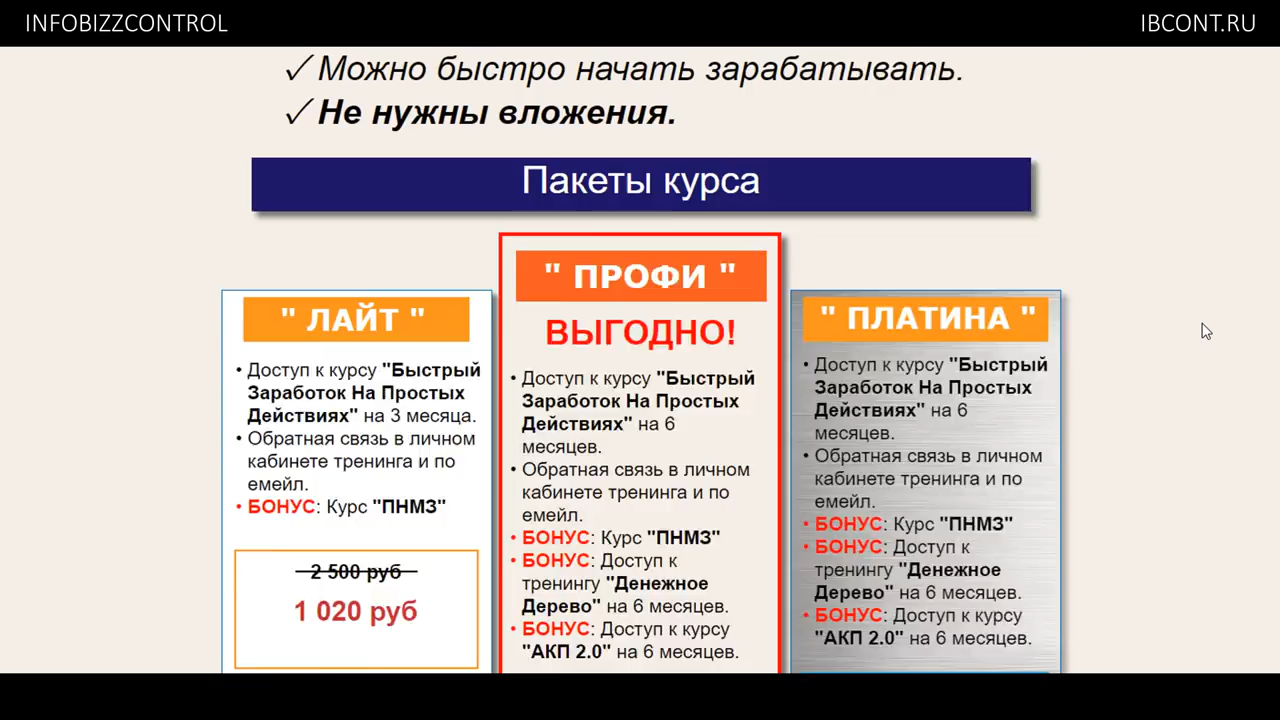 INFOBIZZCONTROL
IBCONT.RU
✓Можно быстро начать зарабатывать.
✓Не нужны вложения.
Пакеты курса
" ЛАЙТ "
• Доступ к курсу "Быстрый
Заработок На Простых
Действиях" на 3 месяца.
• Обратная связь в личном
кабинете тренинга и по
емейл.
• БОНУС: Курс "ПНМЗ"
2 500 руб
1 020 руб
" ПРОФИ "
ВЫГОДНО!
• Доступ к курсу "Быстрый
Заработок На Простых
Действиях" на 6
месяцев.
• Обратная связь в личном
кабинете тренинга и по
емейл.
• БОНУС: Курс "ПНМЗ"
• БОНУС: Доступ к
тренингу "Денежное
Дерево" на 6 месяцев.
• БОНУС: Доступ к курсу
"АКП 2.0" на 6 месяцев.
" ПЛАТИНА "
• Доступ к курсу "Быстрый
Заработок На Простых
Действиях" на 6
месяцев.
• Обратная связь в личном
кабинете тренинга и по
емейл.
• БОНУС: Курс "ПНМЗ"
• БОНУС: Доступ к
тренингу "Денежное
Дерево" на 6 месяцев.
• БОНУС: Доступ к курсу
"АКП 2.0" на 6 месяцев.